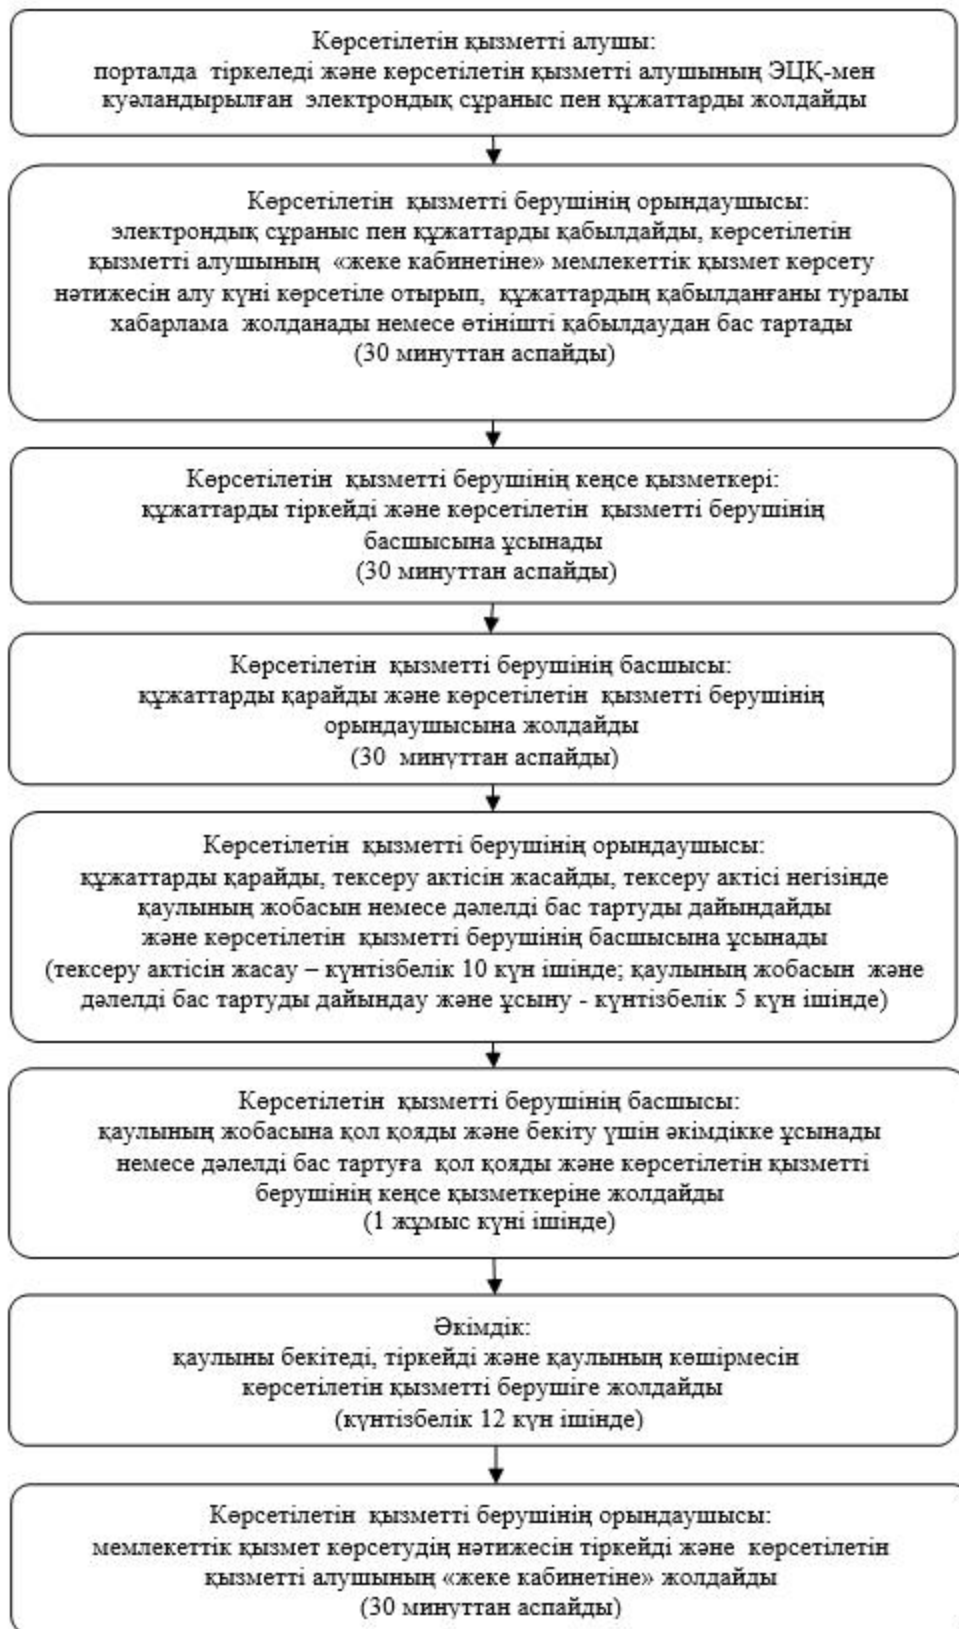 Көрсетілетін қызметті алушы:
порталда тіркеледі және көрсетілетін қызметті алушының ЭЦҚ-мен
куәландырылған электрондық сұраныс пен құжаттарды жолдайды
Көрсетілетін қызметті берушінің орындаушысы:
электрондық сұраныс пен құжаттарды қабылдайды, көрсетілетін
қызметті алушының «жеке кабинетіне» мемлекеттік қызмет көрсету
нәтижесін алу күні көрсетіле отырып, құжаттардың қабылданғаны туралы
хабарлама жолданады немесе өтінішті қабылдаудан бас тартады
(30 минуттан аспайды)
Көрсетілетін қызметті берушінің кеңсе қызметкері:
құжаттарды тіркейді және көрсетілетін қызметті берушінің
басшысына ұсынады
(30 минуттан аспайды)
Көрсетілетін қызметті берушінің басшысы:
құжаттарды қарайды және көрсетілетін қызметті берушінің
орындаушысына жолдайды
(30 минуттан аспайды)
Көрсетілетін қызметті берушінің орындаушысы:
құжаттарды қарайды, тексеру актісін жасайды, тексеру актісі негізінде
қаулының жобасын немесе дәлелді бас тартуды дайындайды
және көрсетілетін қызметті берушінің басшысына ұсынады
(тексеру актісін жасау – күнтізбелік 10 күн ішінде; қаулының жобасын және
дәлелді бас тартуды дайындау және ұсыну - күнтізбелік 5 күн ішінде)
Көрсетілетін қызметті берушінің басшысы:
қаулының жобасына қол қояды және бекіту үшін әкімдікке ұсынады
немесе дәлелді бас тартуға қол қояды және көрсетілетін қызметті
берушінің кеңсе қызметкеріне жолдайды
(1 жұмыс күні ішінде)
Әкімдік:
қаулыны бекітеді, тіркейді және қаулының көшірмесін
көрсетілетін қызметті берушіге жолдайды
(күнтізбелік 12 күн ішінде)
Көрсетілетін қызметті берушінің орындаушысы:
мемлекеттік қызмет көрсетудің нәтижесін тіркейді және көрсетілетін
қызметті алушының «жеке кабинетіне» жолдайды
(30 минуттан аспайды)